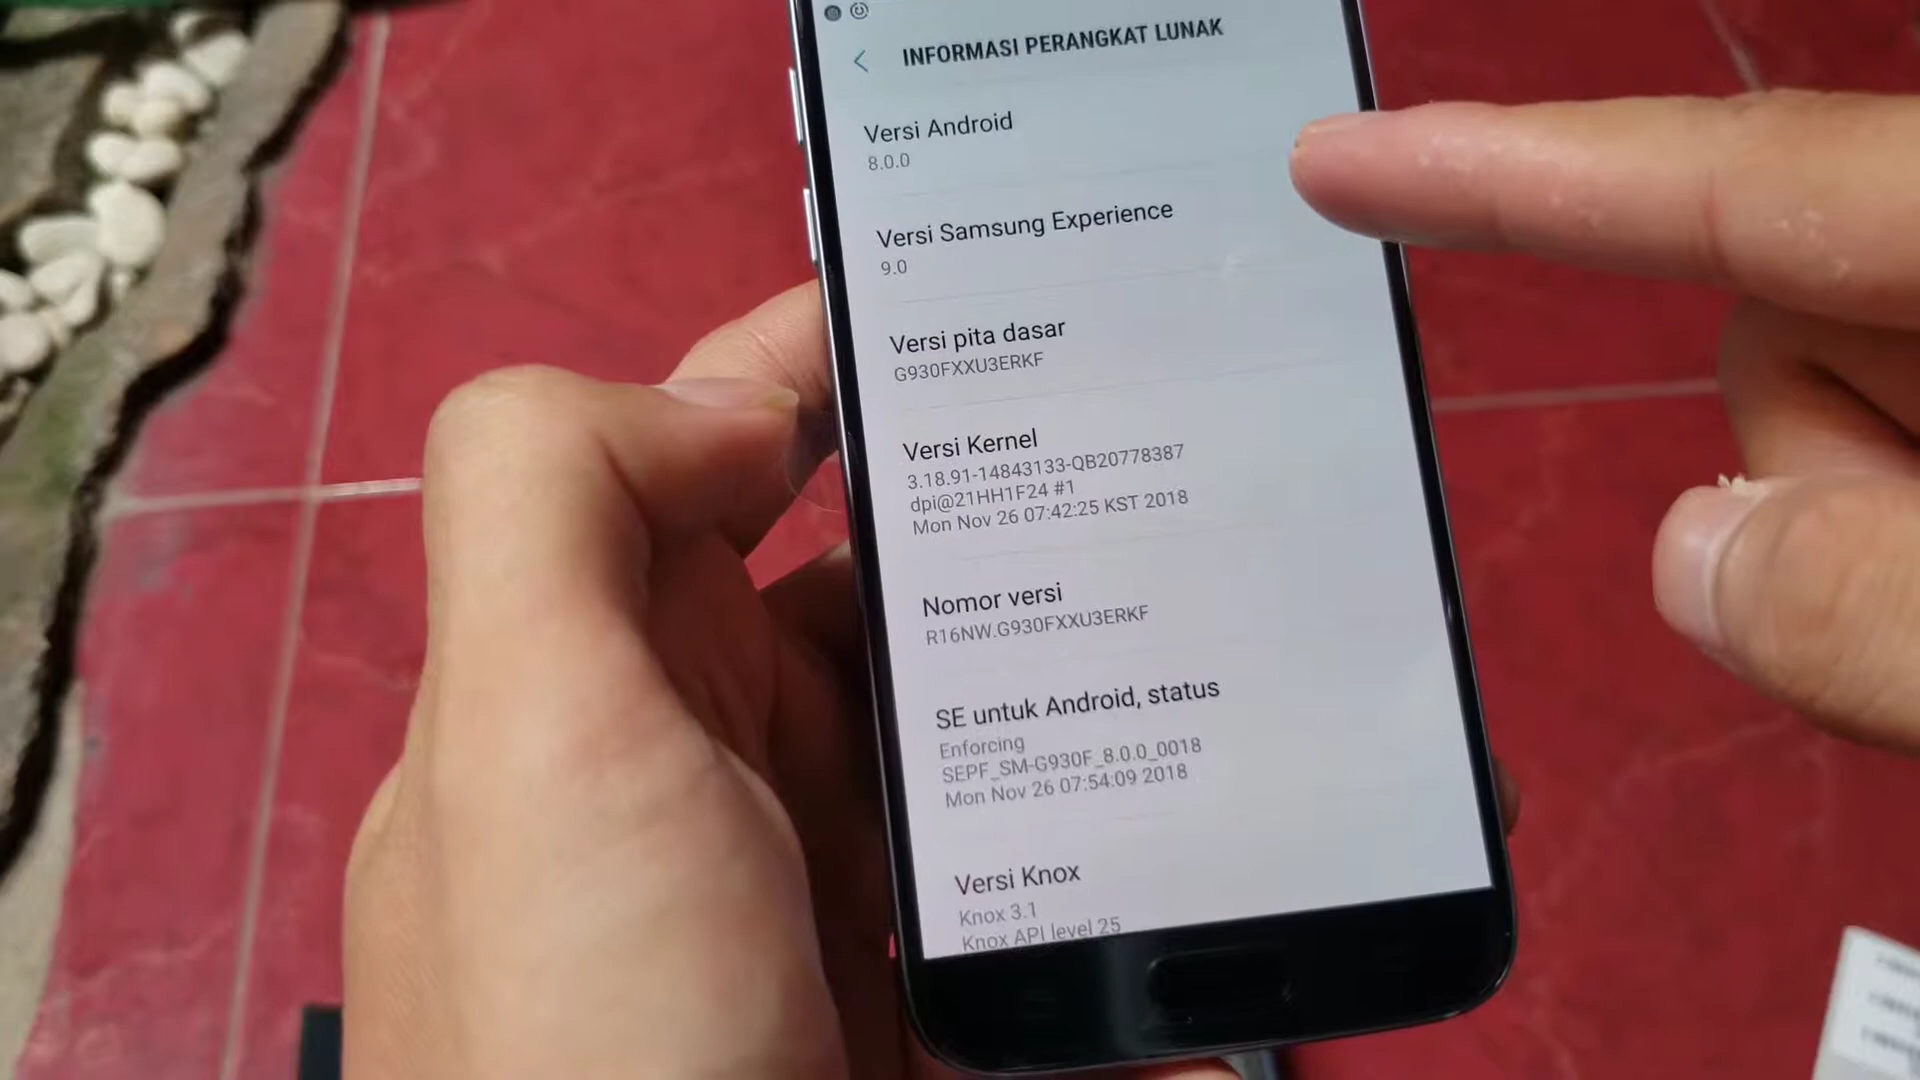 INFORMASI PERANGKAT LUNAK
Versi Android
8.0.0
Versi Samsung Experience
9.0
Versi pita dasar
G930FXXU3ERKF
Versi Kernel
3.18.91-14843133-QB20778387
dpi@21HH1F24 #1
Mon Nov 26 07:42:25 KST 2018
Nomor versi
R16NW.G930FXXU3ERKF
SE untuk Android, status
Enforcing
SEPF_SM-G930F_8.0.0_0018
Mon Nov 26 07:54:09 2018
Versi Knox
Knox 3.1
Knox API level 25